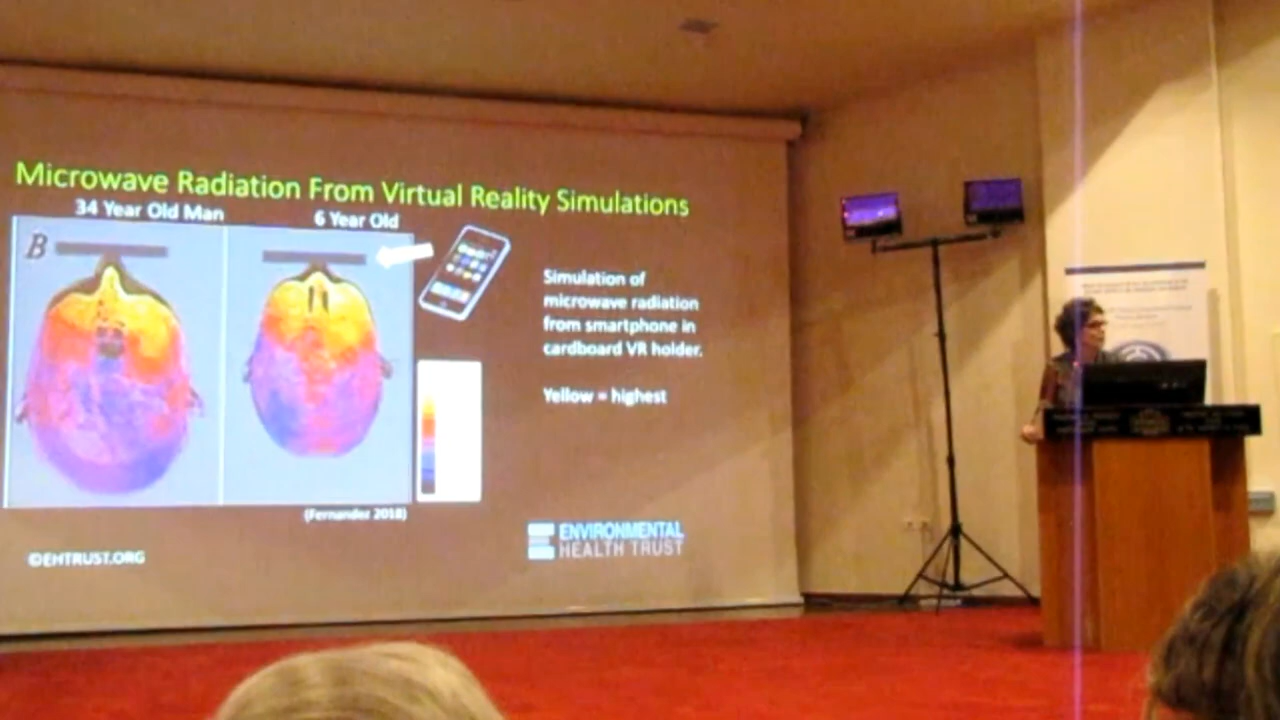 Microwave Radiation From Virtual Reality Simulations
34 Year Old Man
6 Year Old
B
Simulation of
microwave radiation
from smartphone in
cardboard VR holder.
Yellow = highest
(Fernandez 2018)
©EHTRUST.ORG
ENVIRONMENTAL
HEALTH TRUST